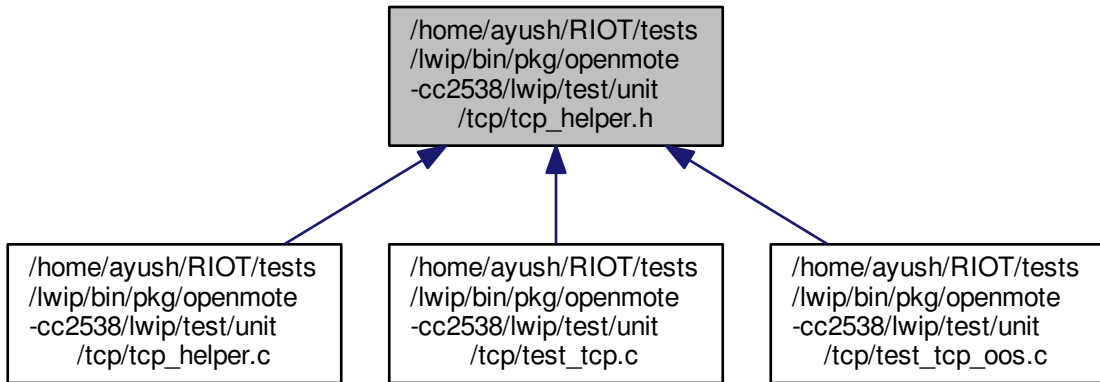 /home/ayush/RIOT/tests
/lwip/bin/pkg/openmote
-cc2538/lwip/test/unit
/tcp/tcp_helper.h
/home/ayush/RIOT/tests
/lwip/bin/pkg/openmote
-cc2538/lwip/test/unit
/tcp/tcp_helper.c
/home/ayush/RIOT/tests
/lwip/bin/pkg/openmote
-cc2538/lwip/test/unit
/tcp/test_tcp.c
/home/ayush/RIOT/tests
/lwip/bin/pkg/openmote
-cc2538/lwip/test/unit
/tcp/test_tcp_oos.c